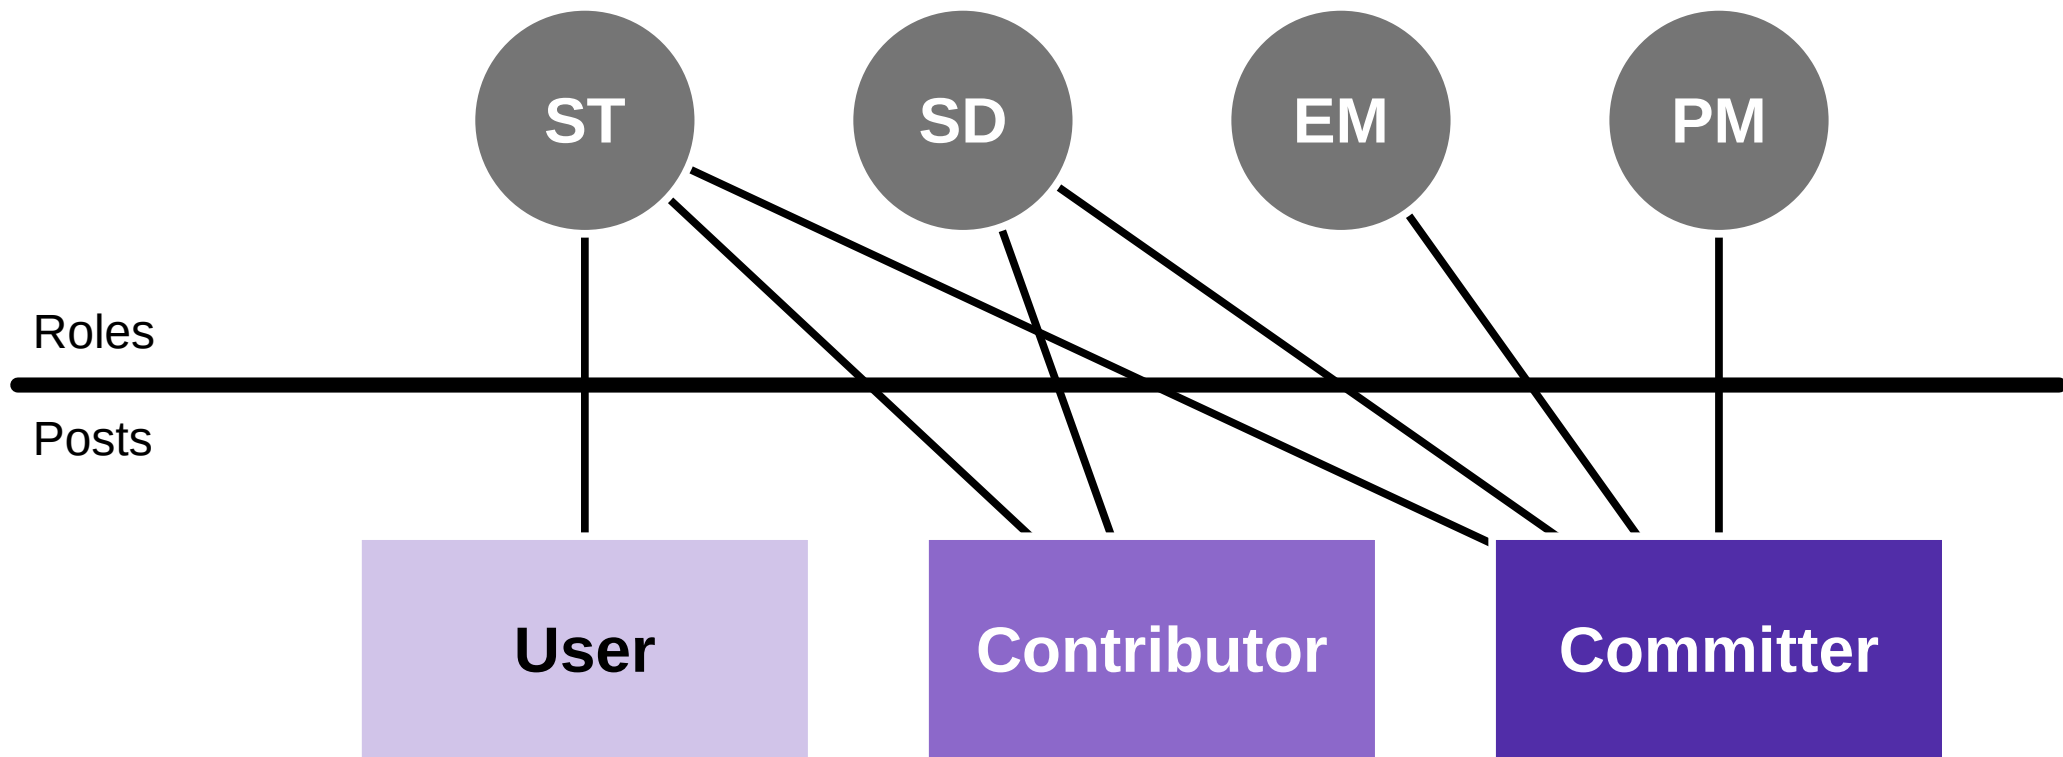 ST
SD
EM
PM
Roles
Posts
User
Contributor
Committer